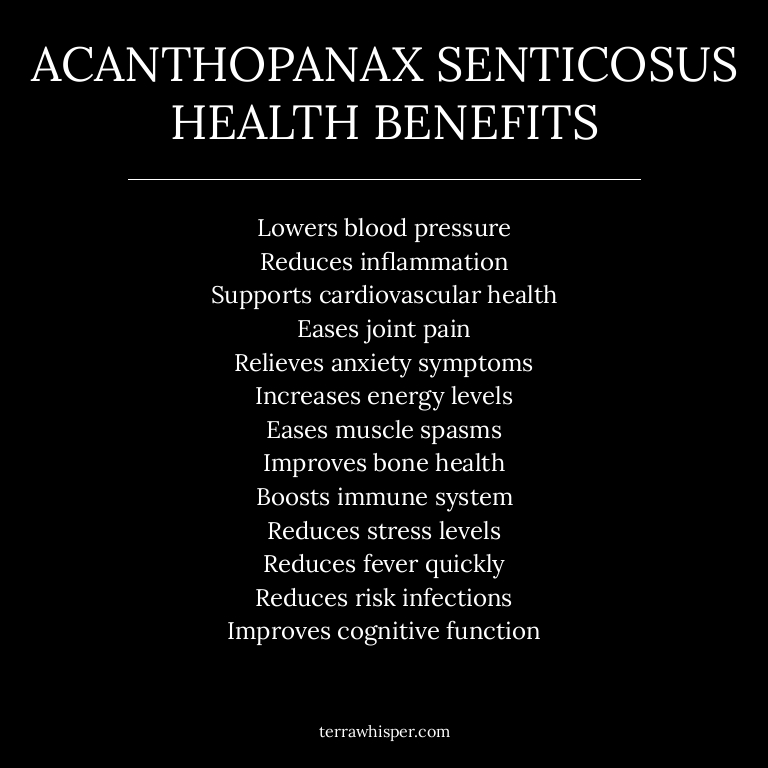 ACANTHOPANAX SENTICOSUS
HEALTH BENEFITS
Lowers blood pressure
Reduces inflammation
Supports cardiovascular health
Eases joint pain
Relieves anxiety symptoms
Increases energy levels
Eases muscle spasms
Improves bone health
Boosts immune system
Reduces stress levels
Reduces fever quickly
Reduces risk infections
Improves cognitive function
terrawhisper.com